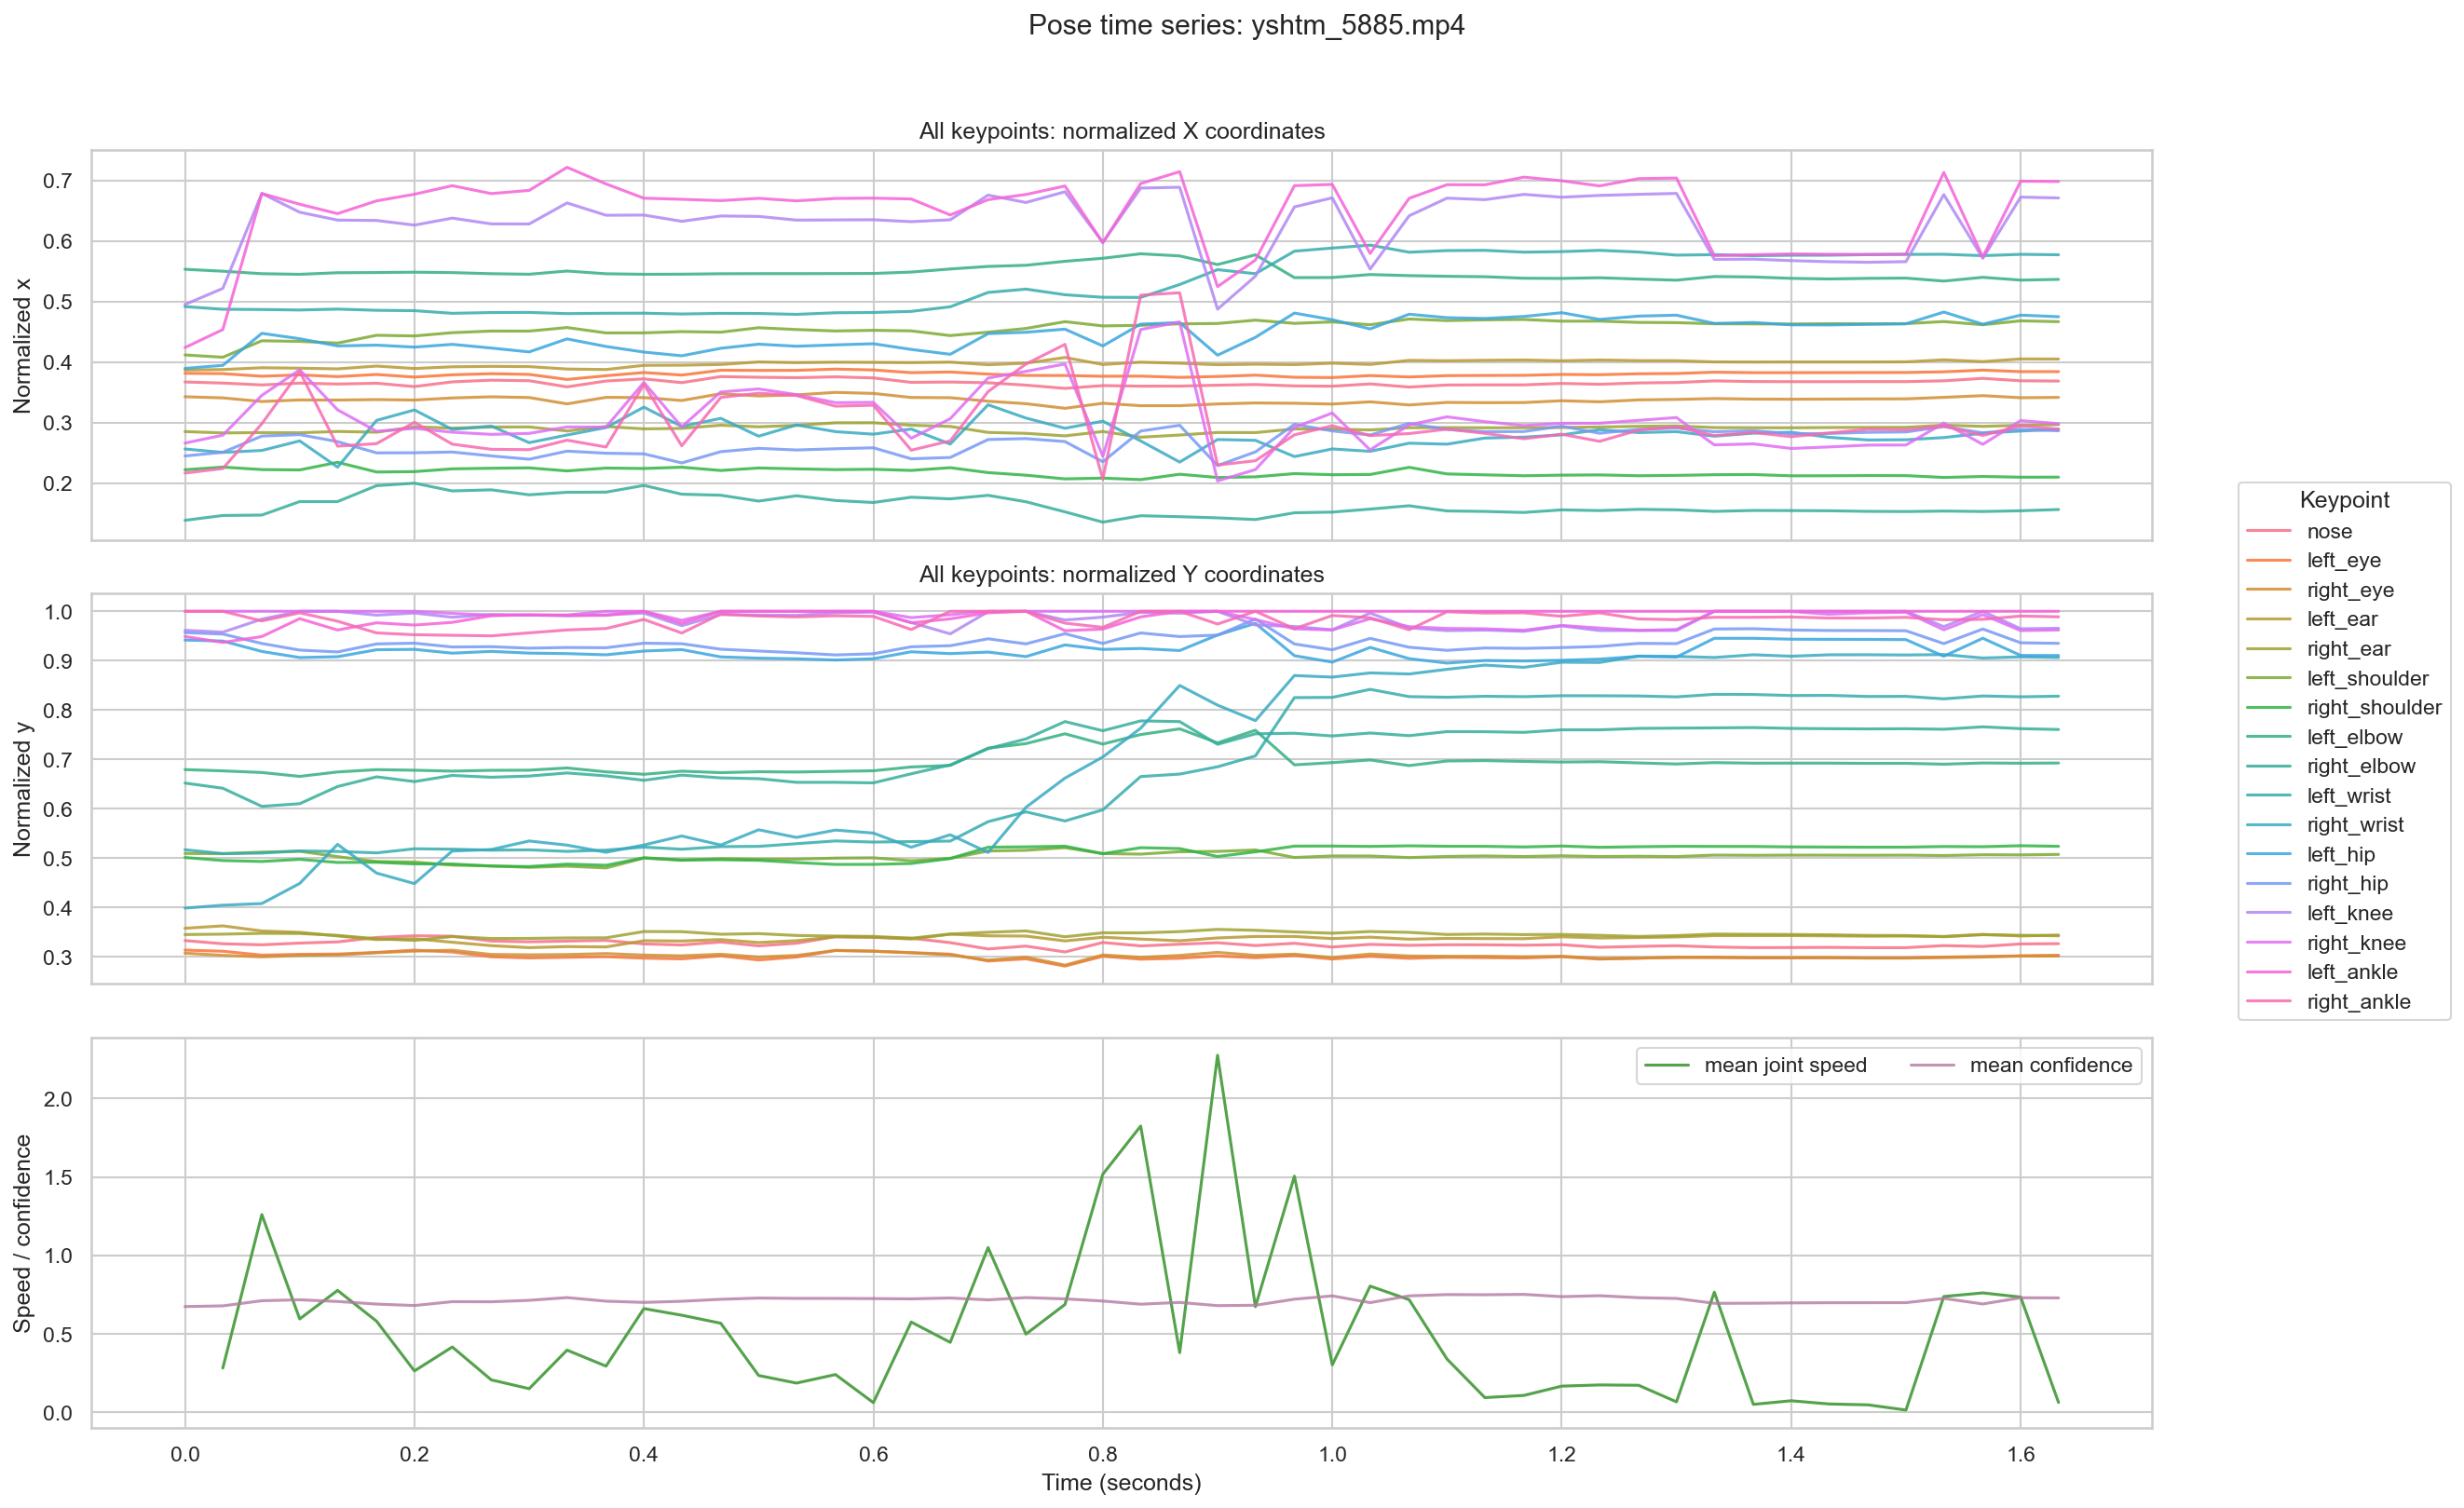 Pose time series: yshtm_5885.mp4
All keypoints: normalized X coordinates
Normalized x
0.7
0.6
0.5
0.4
0.3
0.2
All keypoints: normalized Y coordinates
Normalized y
1.0
0.9
0.8
0.7
0.6
0.5
0.4
0.3
Keypoint
nose
left_eye
right_eye
left_ear
right_ear
left_shoulder
right_shoulder
left_elbow
right_elbow
left_wrist
right_wrist
left_hip
right_hip
left_knee
right_knee
left_ankle
right_ankle
mean joint speed
mean confidence
Speed / confidence
2.0
1.5
1.0
0.5
0.0
0.0 0.2 0.4 0.6 0.8 1.0 1.2 1.4 1.6
Time (seconds)